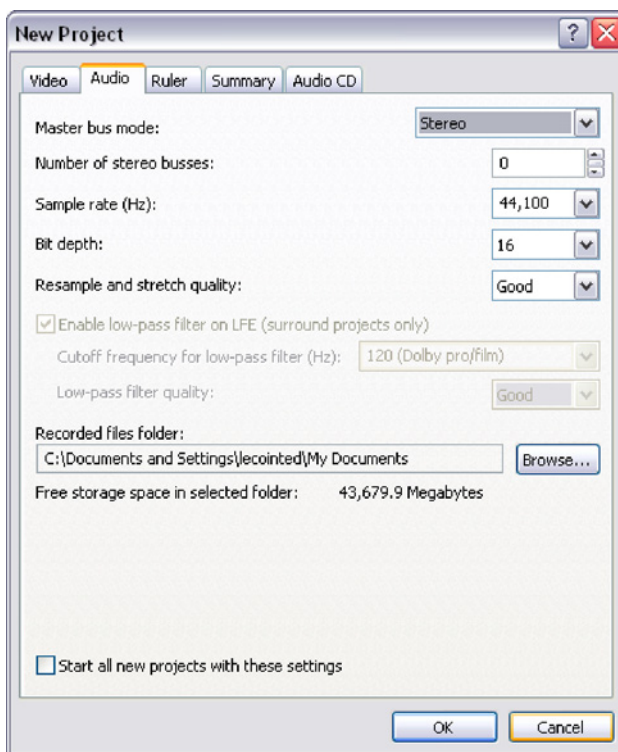 New Project
Video Audio Ruler Summary Audio CD
Master bus mode: Stereo
Number of stereo busses: 0
Sample rate (Hz): 44,100
Bit depth: 16
Resample and stretch quality: Good
Enable low-pass filter on LFE (surround projects only)
Cutoff frequency for low-pass filter (Hz): 120 (Dolby pro/film)
Low-pass filter quality: Good
Recorded files folder:
C:\Documents and Settings\lecointed\My Documents Browse...
Free storage space in selected folder: 43,679.9 Megabytes
Start all new projects with these settings
OK Cancel